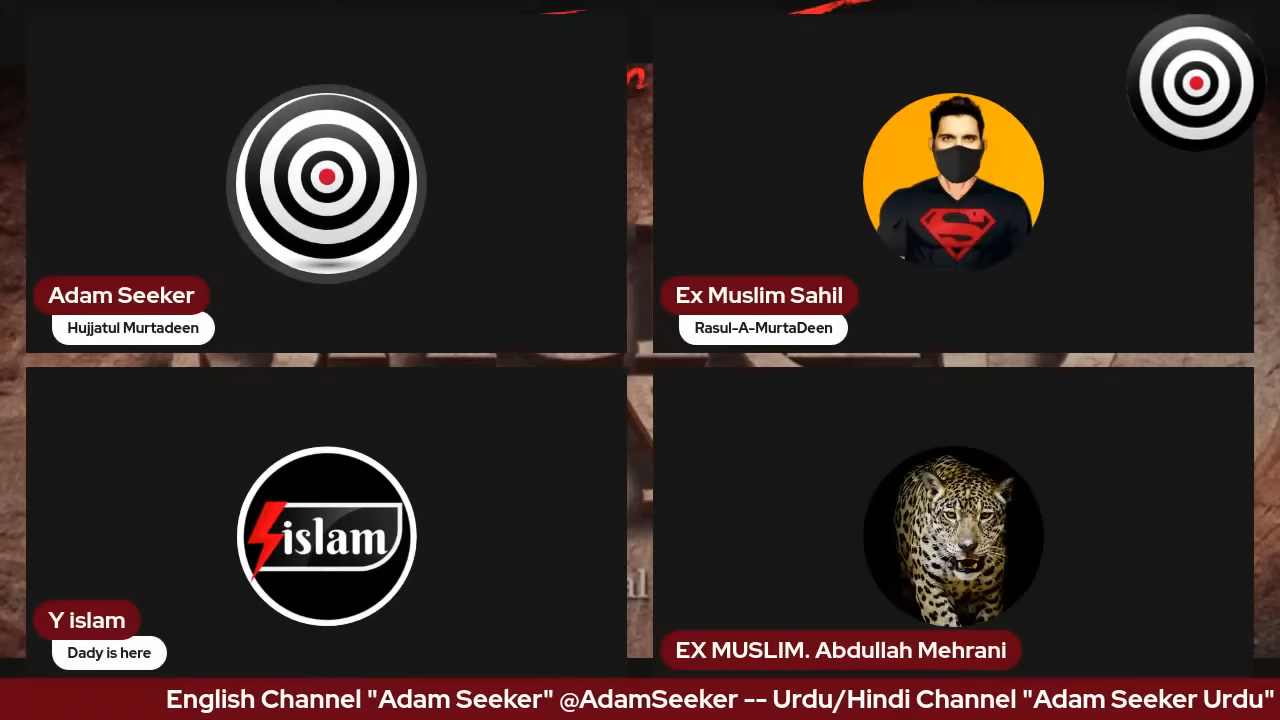 Adam Seeker
Hujjatul Murtadeen
Ex Muslim Sahil
Rasul-A-MurtaDeen
islam
Y islam
Dady is here
EX MUSLIM. Abdullah Mehrani
English Channel "Adam Seeker" @AdamSeeker -- Urdu/Hindi Channel "Adam Seeker Urdu"